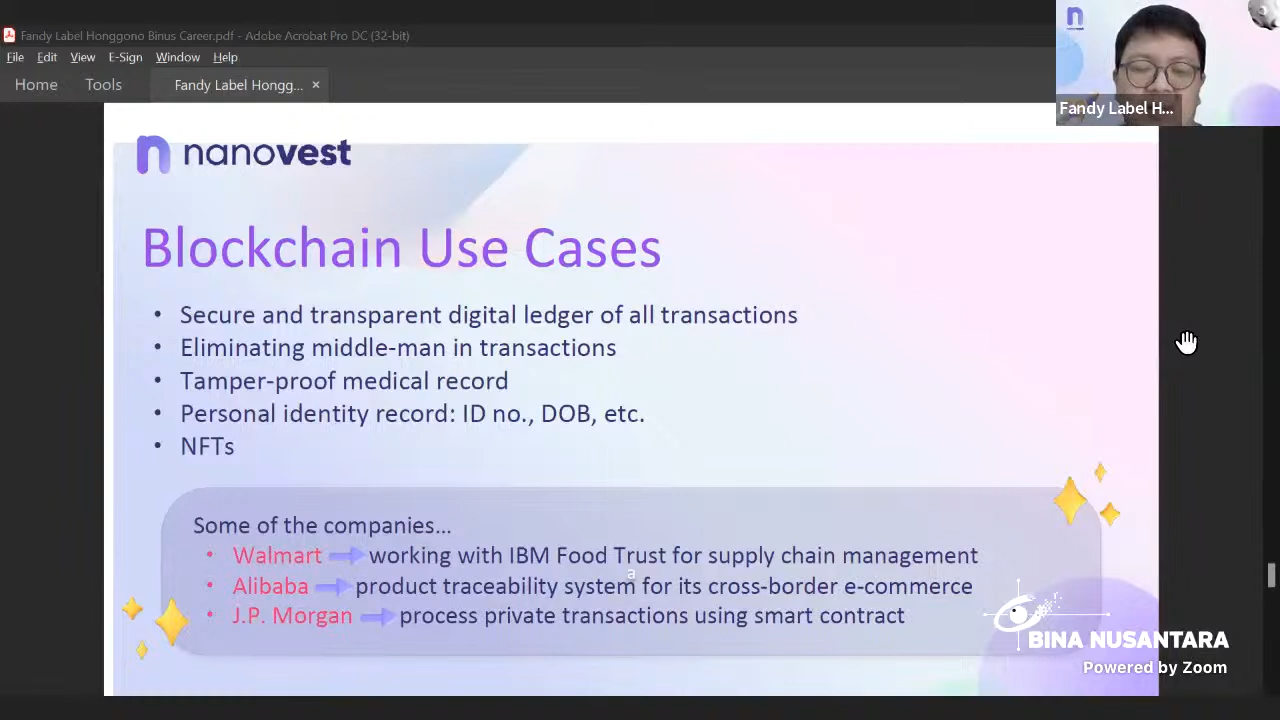 Fandy Label Honggono Binus Career.pdf - Adobe Acrobat Pro DC (32-bit)
File Edit View E-Sign Window Help
Home Tools Fandy Label Hongg... ×
n
Fandy Label H...
n nanovest
Blockchain Use Cases
• Secure and transparent digital ledger of all transactions
• Eliminating middle-man in transactions
• Tamper-proof medical record
• Personal identity record: ID no., DOB, etc.
• NFTs
Some of the companies...
• Walmart working with IBM Food Trust for supply chain management
a
• Alibaba product traceability system for its cross-border e-commerce
• J.P. Morgan process private transactions using smart contract
BINA NUSANTARA
Powered by Zoom